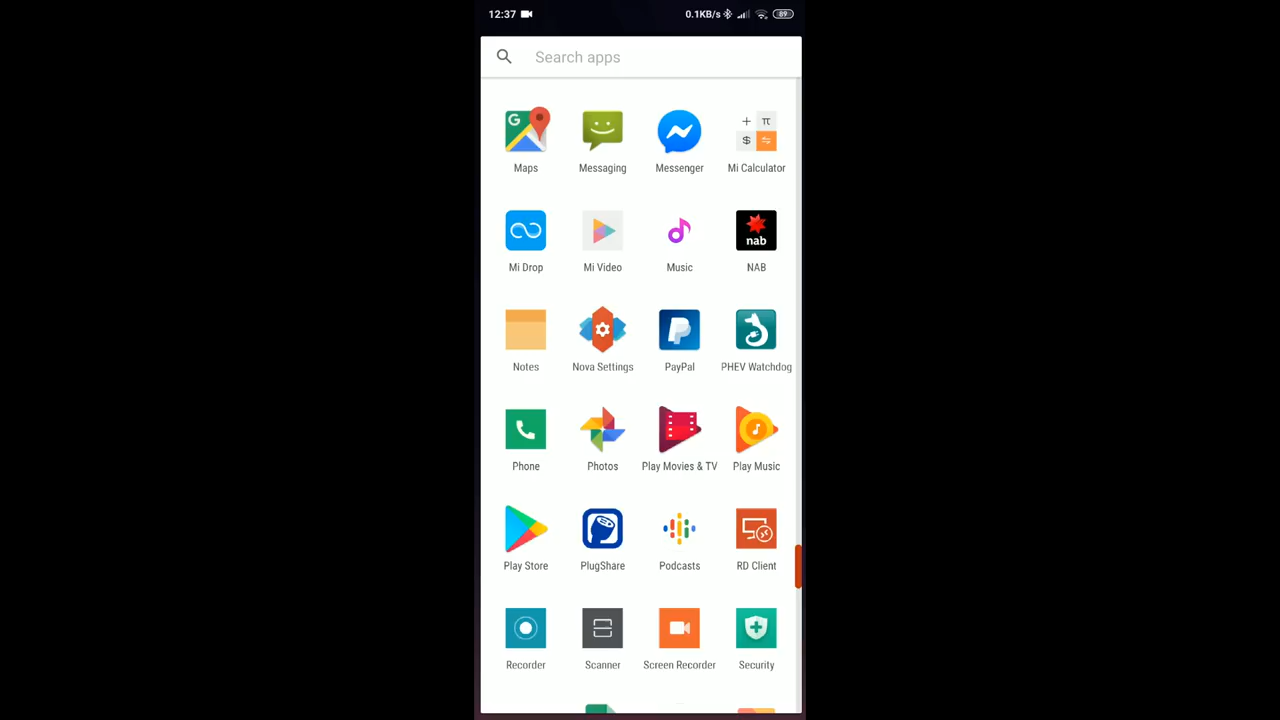 12:37 0.1KB/s 89
Search apps
G
π
$
Maps Messaging Messenger Mi Calculator
nab
Mi Drop Mi Video Music NAB
Notes Nova Settings PayPal PHEV Watchdog
Phone Photos Play Movies & TV Play Music
Play Store PlugShare Podcasts RD Client
Recorder Scanner Screen Recorder Security